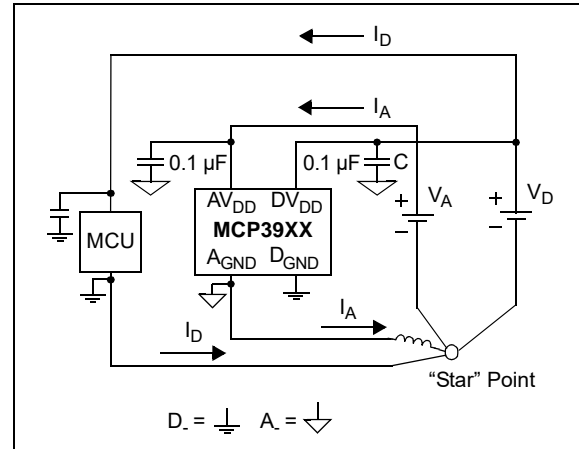 I_D
I_A
0.1 µF
0.1 µF
C
AV_DD
DV_DD
+
V_A
+
V_D
–
–
MCU
MCP39XX
A_GND
D_GND
I_D
I_A
“Star” Point
D_- =
A_- =